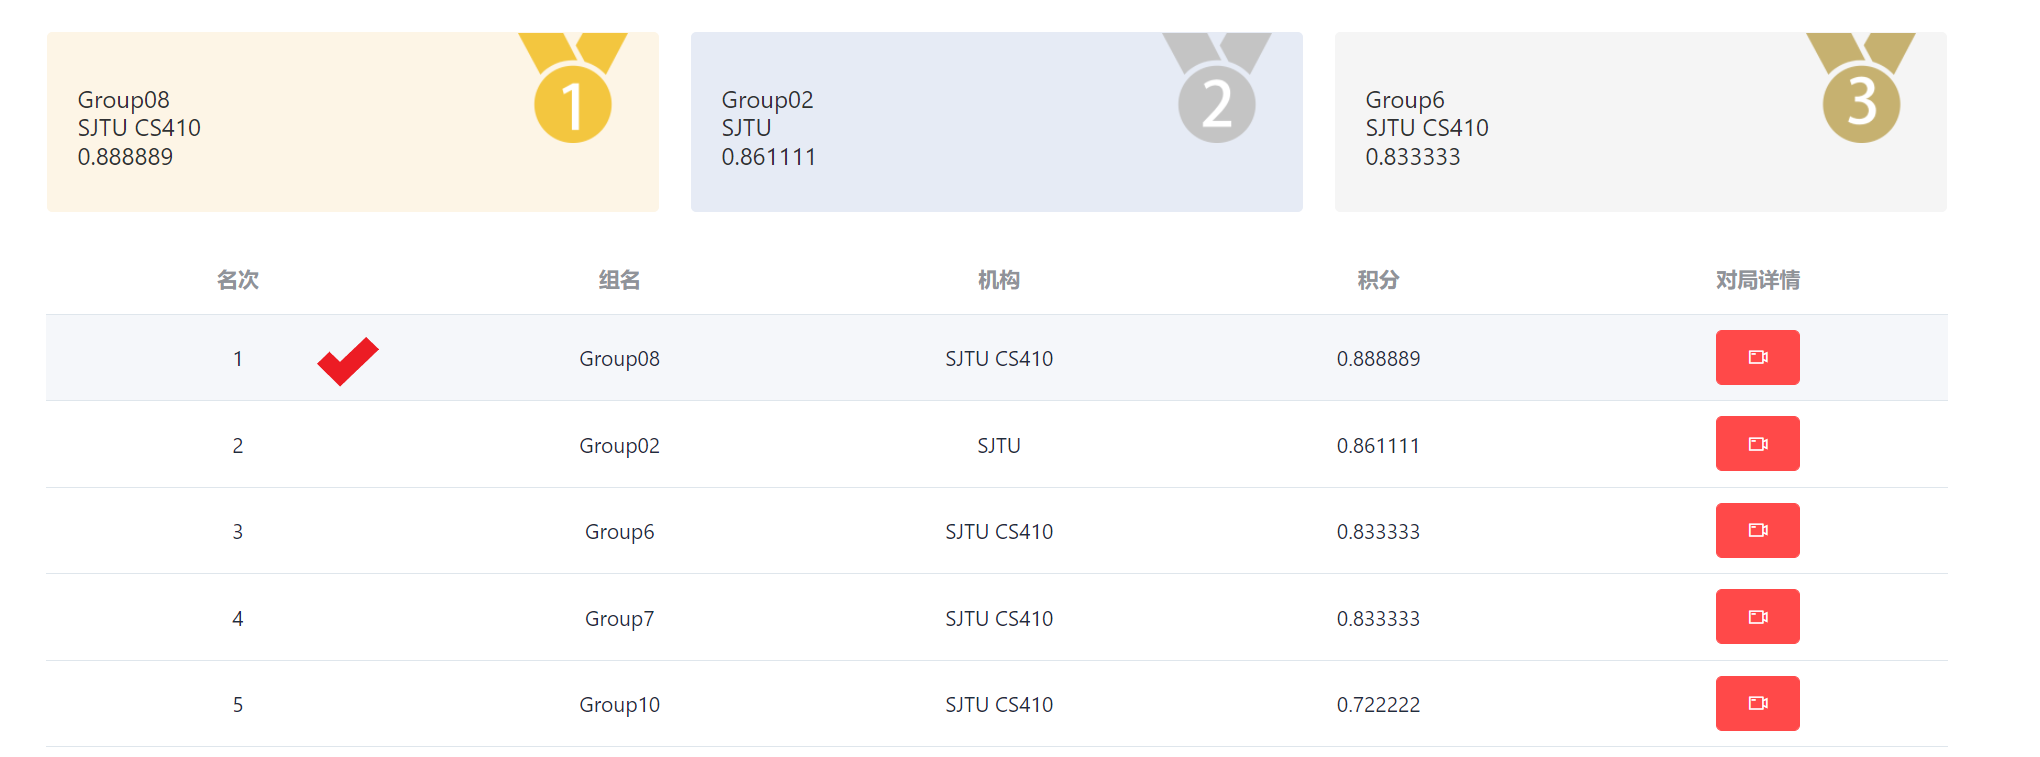 1
Group08
SJTU CS410
0.888889
2
Group02
SJTU
0.861111
3
Group6
SJTU CS410
0.833333
名次 组名 机构 积分 对局详情
1 Group08 SJTU CS410 0.888889
2 Group02 SJTU 0.861111
3 Group6 SJTU CS410 0.833333
4 Group7 SJTU CS410 0.833333
5 Group10 SJTU CS410 0.722222